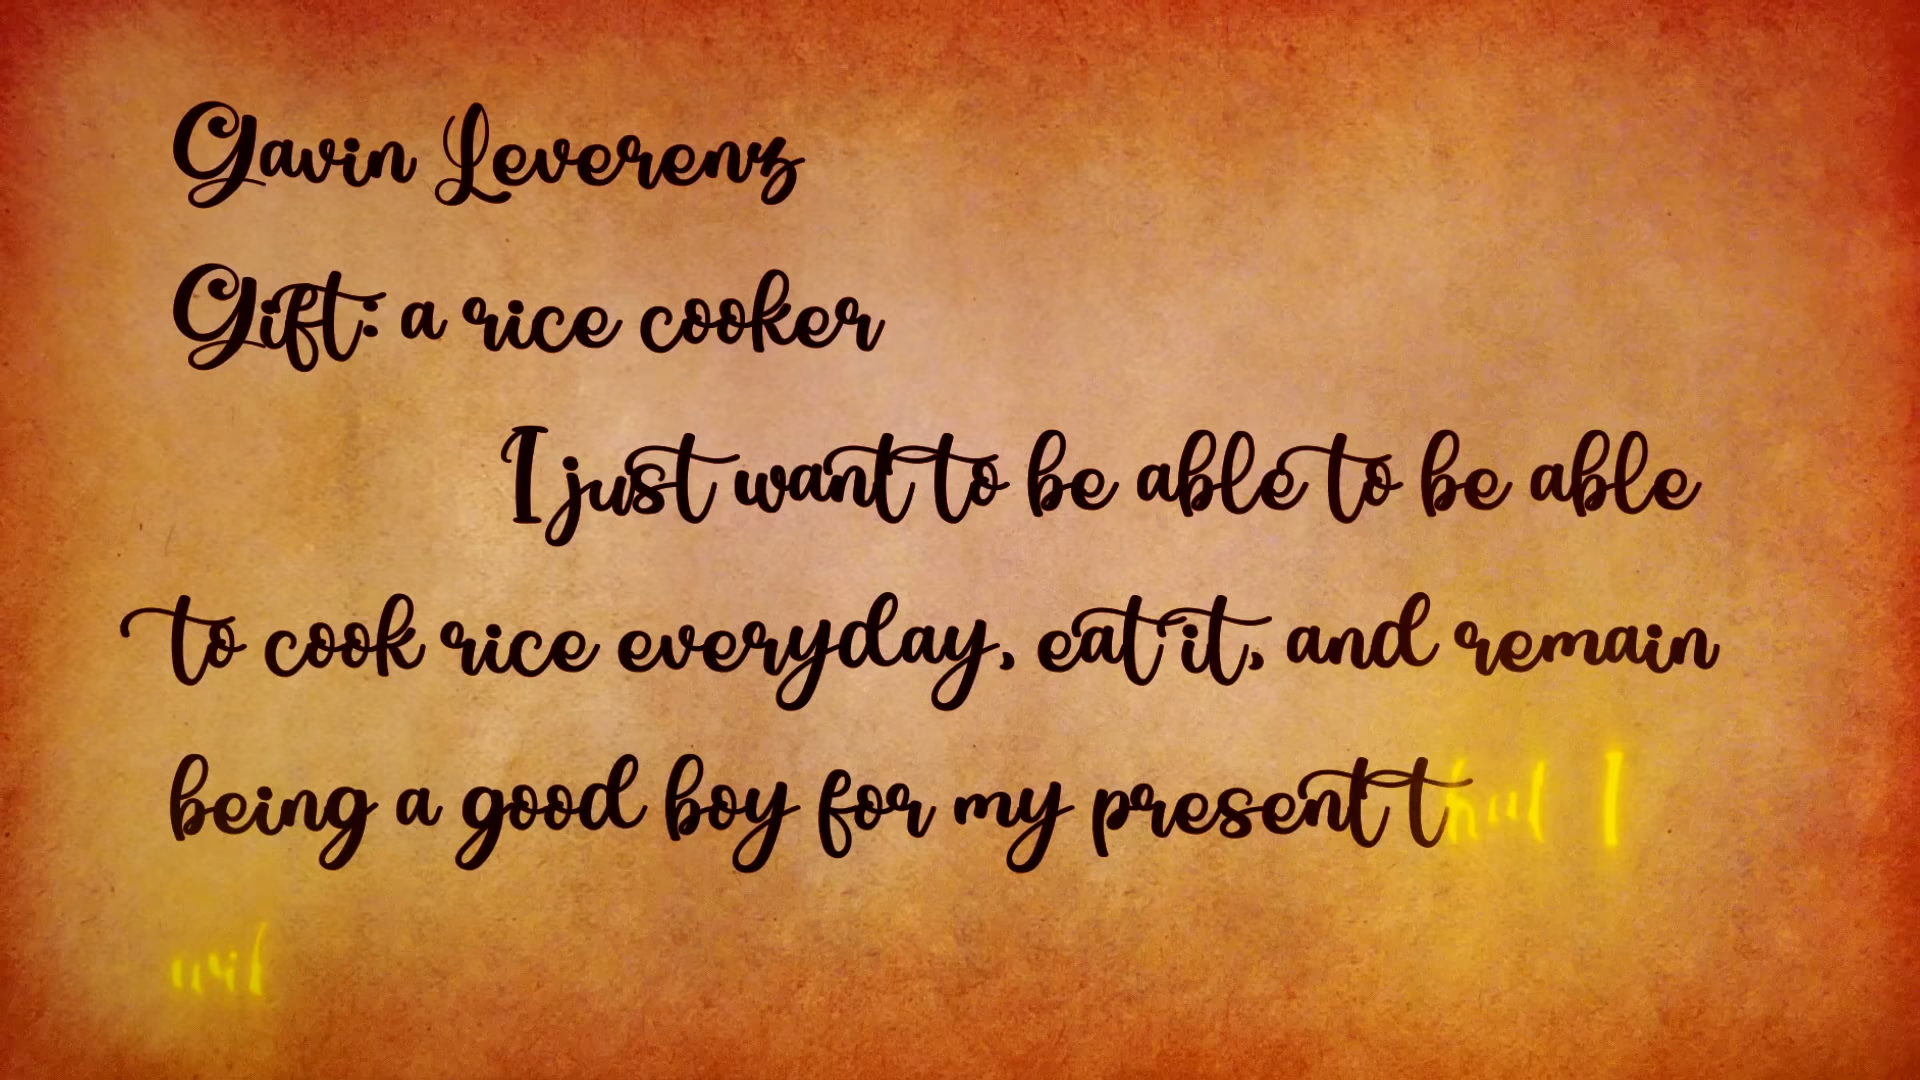 Gavin Leverenz
Gift: a rice cooker
I just want to be able to be able
to cook rice everyday, eat it, and remain
being a good boy for my present that I